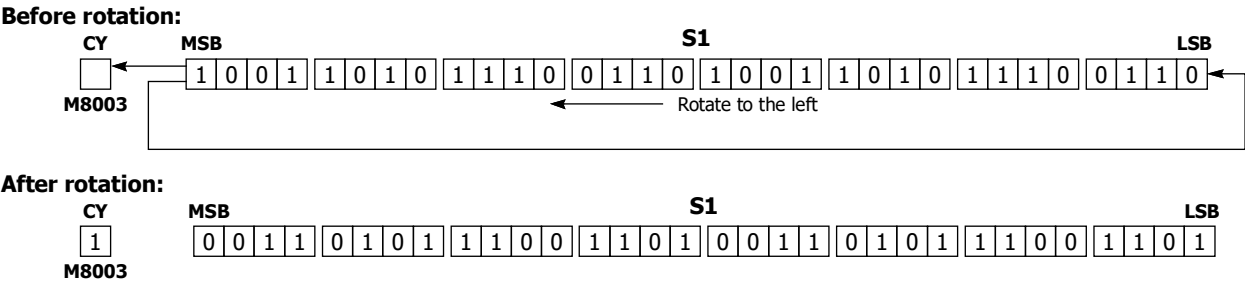 Before rotation:
CY MSB S1 LSB
1 0 0 1 1 0 1 0 1 1 1 0 0 1 1 0 1 0 0 1 1 0 1 0 1 1 1 0 0 1 1 0
M8003 Rotate to the left
After rotation:
CY MSB S1 LSB
1 0 0 1 1 0 1 0 1 1 1 0 0 1 1 0 1 0 0 1 1 0 1 0 1 1 1 0 0 1 1 0 1
M8003